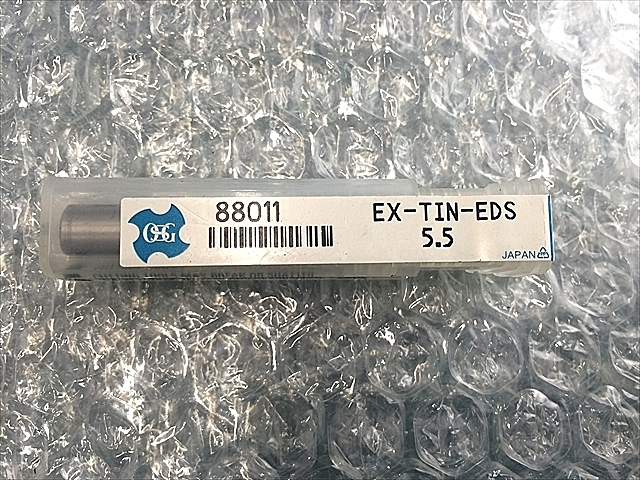 OSG
88011
EX-TIN-EDS
5.5
JAPAN